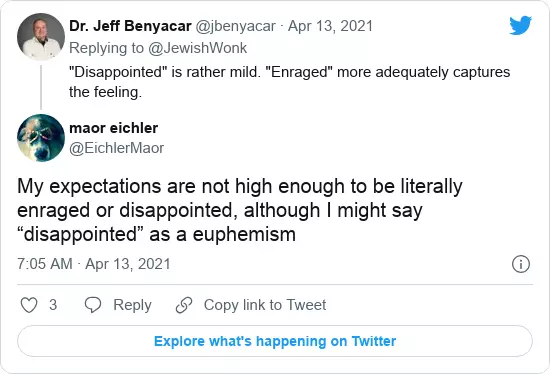 Dr. Jeff Benyacar @jbenyacar · Apr 13, 2021
Replying to @JewishWonk
"Disappointed" is rather mild. "Enraged" more adequately captures
the feeling.
maor eichler
@EichlerMaor
My expectations are not high enough to be literally
enraged or disappointed, although I might say
“disappointed” as a euphemism
7:05 AM · Apr 13, 2021
3 Reply Copy link to Tweet
Explore what's happening on Twitter